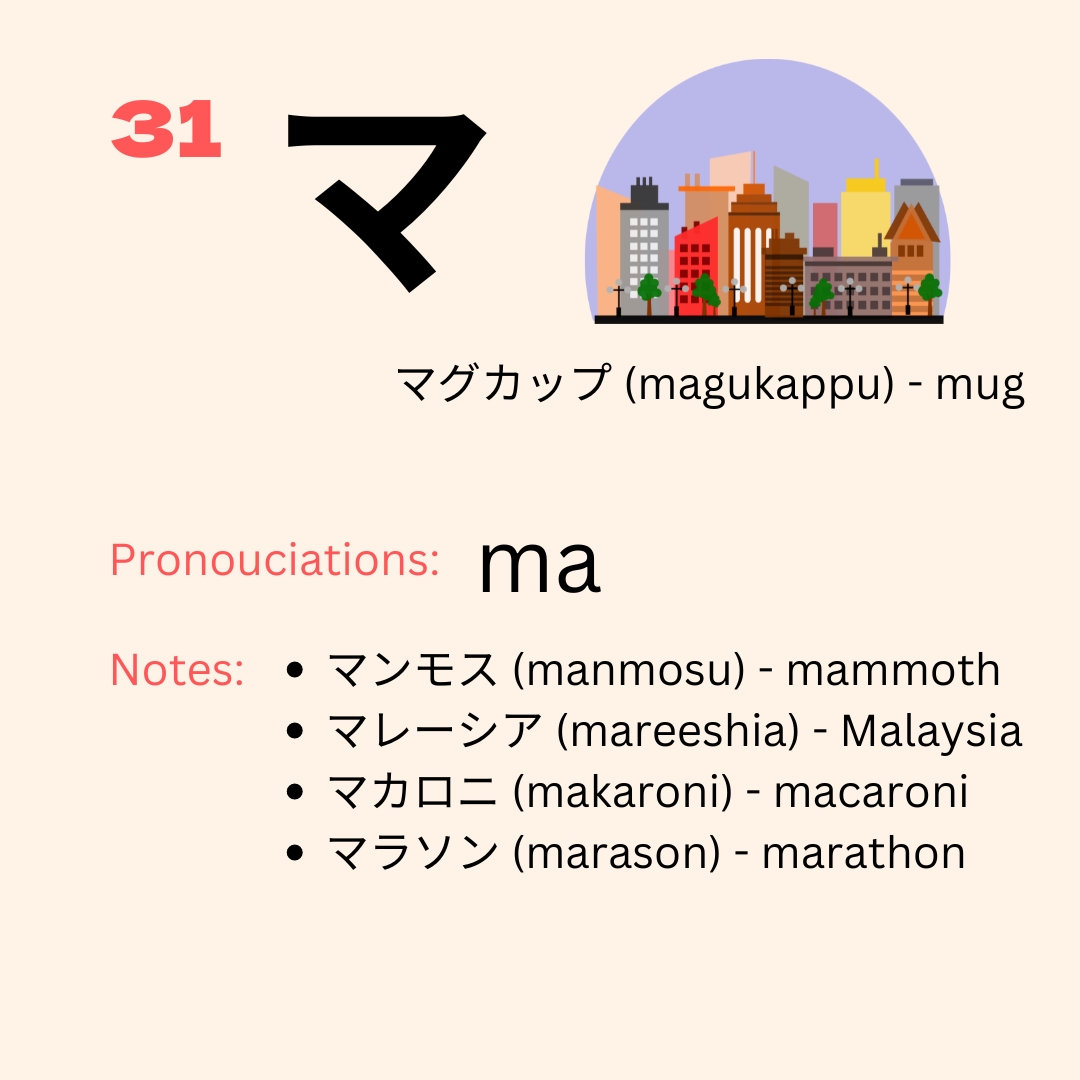 31 マ
マグカップ (magukappu) - mug
Pronouciations: ma
Notes: • マンモス (manmosu) - mammoth
• マレーシア (mareeshia) - Malaysia
• マカロニ (makaroni) - macaroni
• マラソン (marason) - marathon